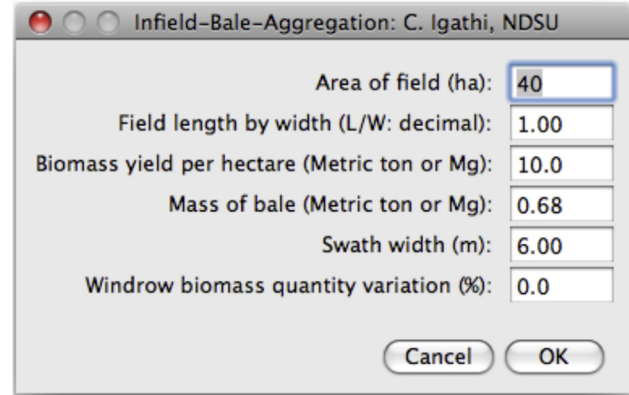 Infield-Bale-Aggregation: C. Igathi, NDSU
Area of field (ha): 40
Field length by width (L/W: decimal): 1.00
Biomass yield per hectare (Metric ton or Mg): 10.0
Mass of bale (Metric ton or Mg): 0.68
Swath width (m): 6.00
Windrow biomass quantity variation (%): 0.0
Cancel OK